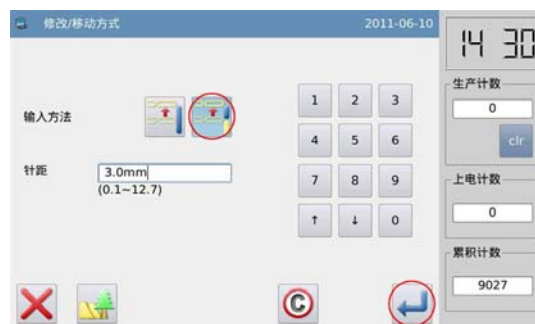 修改/移动方式 2011-06-10
14 30
生产计数
0
clr
输入方法
1 2 3
4 5 6
针距 3.0mm
(0.1~12.7)
7 8 9
↑ ↓ 0
上电计数
0
累积计数
9027
C